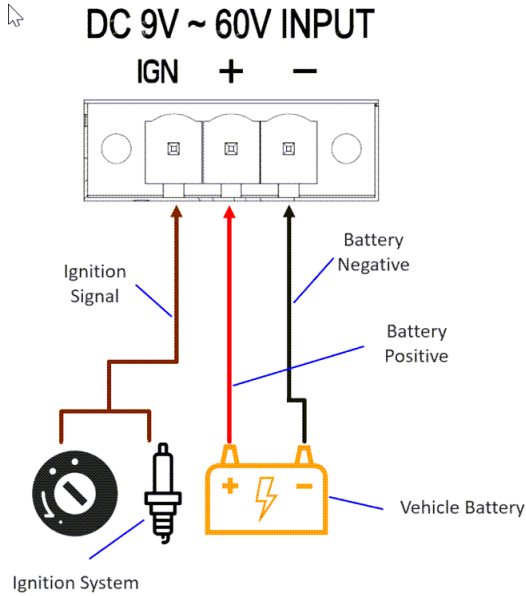 DC 9V ~ 60V INPUT
IGN + −
Battery
Negative
Ignition
Signal
Battery
Positive
+ −
Vehicle Battery
Ignition System